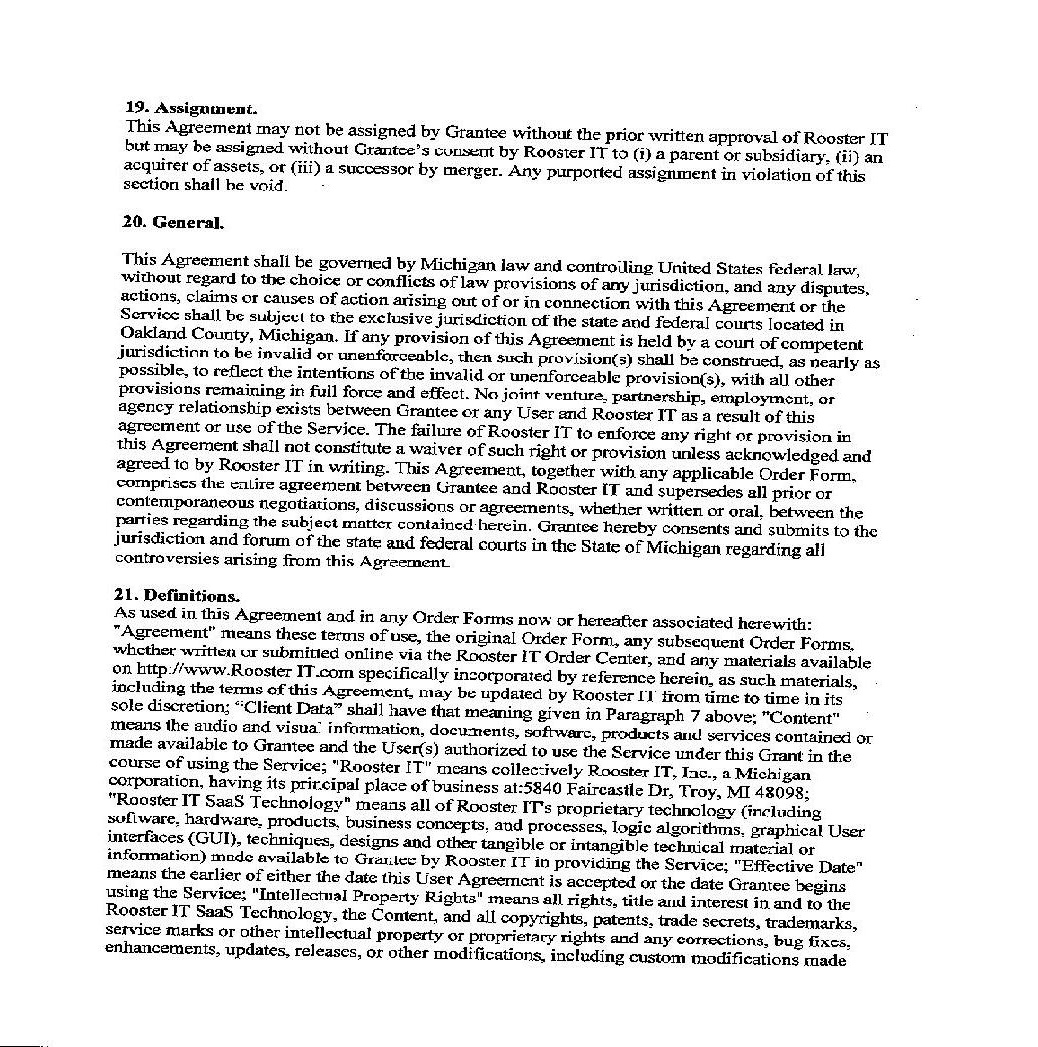 19. Assignment.
This Agreement may not be assigned by Grantee without the prior written approval of Rooster IT
but may be assigned without Grantee's consent by Rooster IT to (i) a parent or subsidiary, (ii) an
acquirer of assets, or (iii) a successor by merger. Any purported assignment in violation of this
section shall be void.
20. General.
This Agreement shall be governed by Michigan law and controlling United States federal law,
without regard to the choice or conflicts of law provisions of any jurisdiction, and any disputes,
actions, claims or causes of action arising out of or in connection with this Agreement or the
Service shall be subject to the exclusive jurisdiction of the state and federal courts located in
Oakland County, Michigan. If any provision of this Agreement is held by a court of competent
jurisdiction to be invalid or unenforceable, then such provision(s) shall be construed, as nearly as
possible, to reflect the intentions of the invalid or unenforceable provision(s), with all other
provisions remaining in full force and effect. No joint venture, partnership, employment, or
agency relationship exists between Grantee or any User and Rooster IT as a result of this
agreement or use of the Service. The failure of Rooster IT to enforce any right or provision in
this Agreement shall not constitute a waiver of such right or provision unless acknowledged and
agreed to by Rooster IT in writing. This Agreement, together with any applicable Order Form,
comprises the entire agreement between Grantee and Rooster IT and supersedes all prior or
contemporaneous negotiations, discussions or agreements, whether written or oral, between the
parties regarding the subject matter contained herein. Grantee hereby consents and submits to the
jurisdiction and forum of the state and federal courts in the State of Michigan regarding all
controversies arising from this Agreement.
21. Definitions.
As used in this Agreement and in any Order Forms now or hereafter associated herewith:
"Agreement" means these terms of use, the original Order Form, any subsequent Order Forms,
whether written or submitted online via the Rooster IT Order Center, and any materials available
on http://www.Rooster IT.com specifically incorporated by reference herein, as such materials,
including the terms of this Agreement, may be updated by Rooster IT from time to time in its
sole discretion; "Client Data" shall have that meaning given in Paragraph 7 above; "Content"
means the audio and visual information, documents, software, products and services contained or
made available to Grantee and the User(s) authorized to use the Service under this Grant in the
course of using the Service; "Rooster IT" means collectively Rooster IT, Inc., a Michigan
corporation, having its principal place of business at:5840 Faircastle Dr, Troy, MI 48098;
"Rooster IT SaaS Technology" means all of Rooster IT's proprietary technology (including
software, hardware, products, business concepts, and processes, logic algorithms, graphical User
interfaces (GUI), techniques, designs and other tangible or intangible technical material or
information) made available to Grantee by Rooster IT in providing the Service; "Effective Date"
means the earlier of either the date this User Agreement is accepted or the date Grantee begins
using the Service; "Intellectual Property Rights" means all rights, title and interest in and to the
Rooster IT SaaS Technology, the Content, and all copyrights, patents, trade secrets, trademarks,
service marks or other intellectual property or proprietary rights and any corrections, bug fixes,
enhancements, updates, releases, or other modifications, including custom modifications made